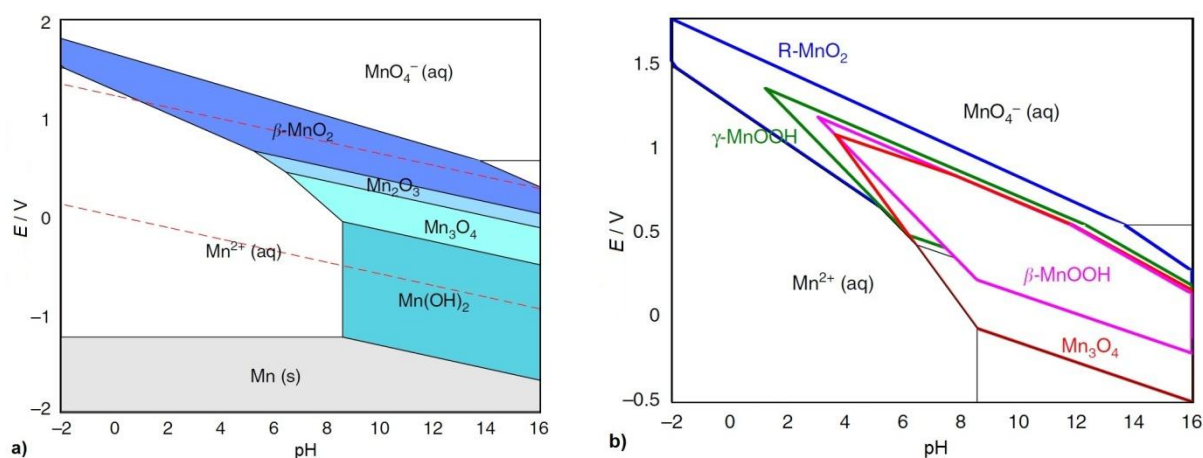 2
1
0
−1
−2
E / V
MnO₄⁻ (aq)
β-MnO₂
Mn₂O₃
Mn₃O₄
Mn²⁺ (aq)
Mn(OH)₂
Mn (s)
−2 0 2 4 6 8 10 12 14 16
pH
a)
1.5
1
0.5
0
−0.5
E / V
R-MnO₂
MnO₄⁻ (aq)
γ-MnOOH
β-MnOOH
Mn²⁺ (aq)
Mn₃O₄
−2 0 2 4 6 8 10 12 14 16
pH
b)